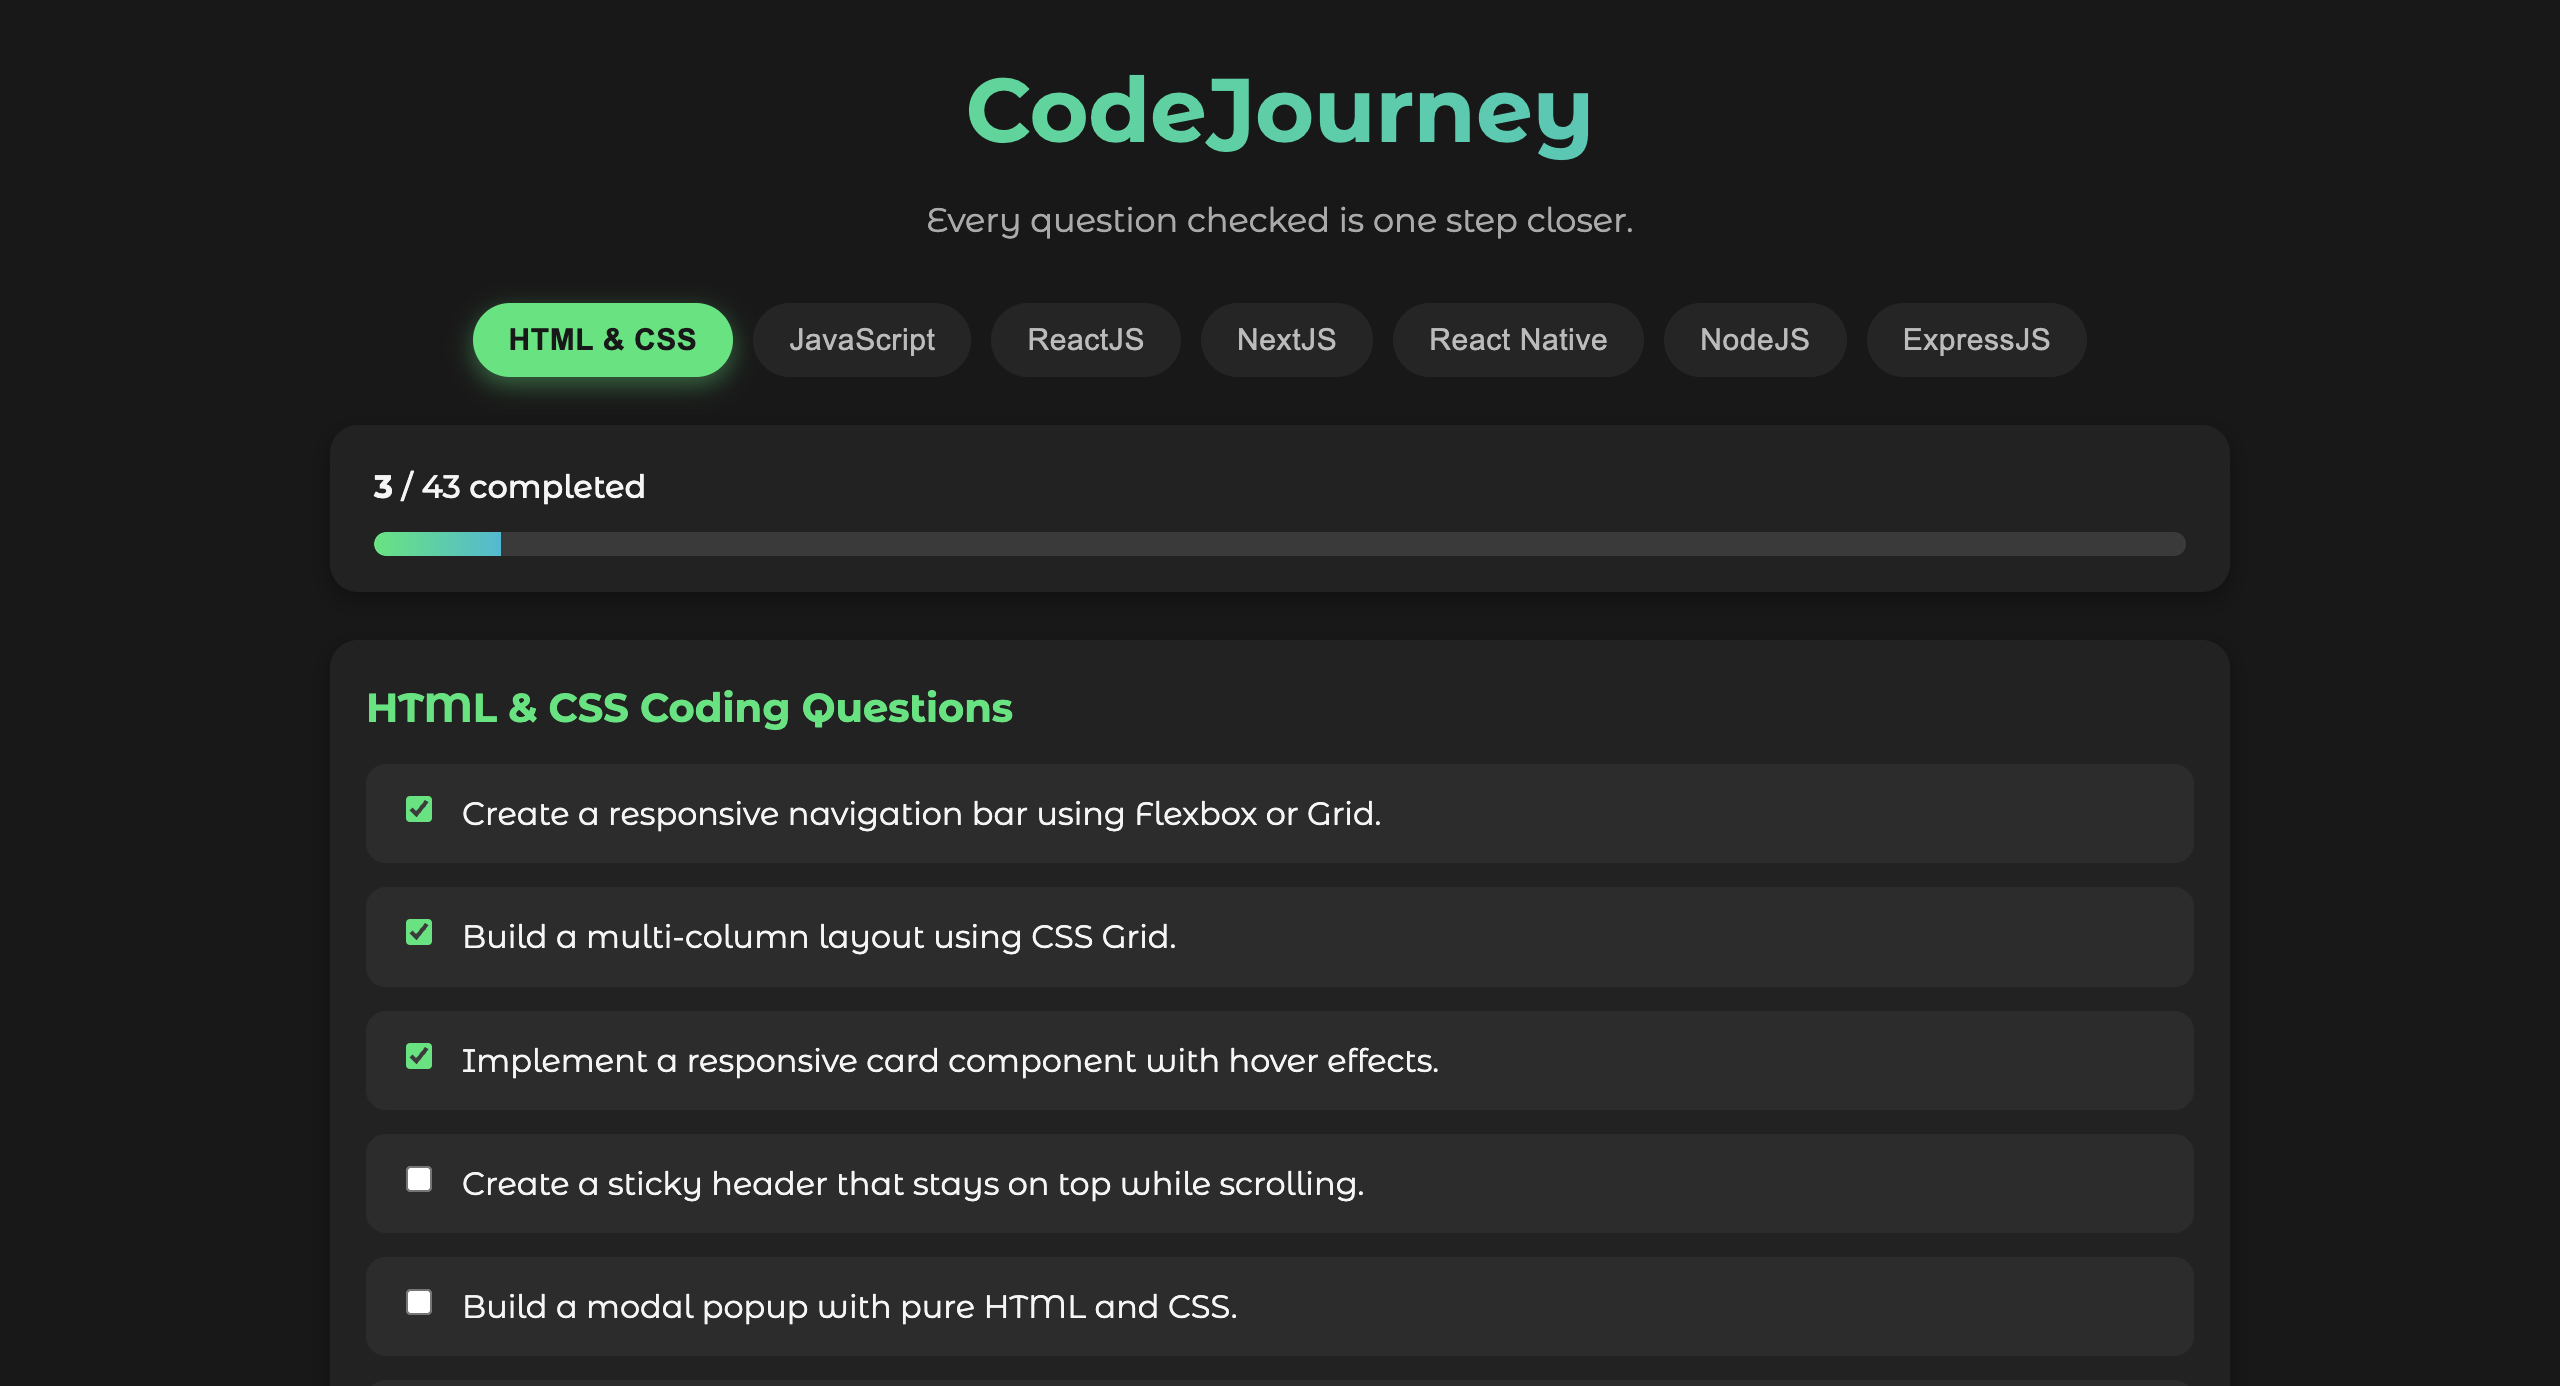 CodeJourney
Every question checked is one step closer.
HTML & CSS
JavaScript
ReactJS
NextJS
React Native
NodeJS
ExpressJS
3 / 43 completed
HTML & CSS Coding Questions
Create a responsive navigation bar using Flexbox or Grid.
Build a multi-column layout using CSS Grid.
Implement a responsive card component with hover effects.
Create a sticky header that stays on top while scrolling.
Build a modal popup with pure HTML and CSS.